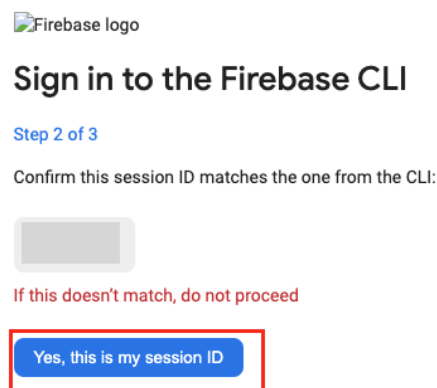 Firebase logo
Sign in to the Firebase CLI
Step 2 of 3
Confirm this session ID matches the one from the CLI:
If this doesn't match, do not proceed
Yes, this is my session ID